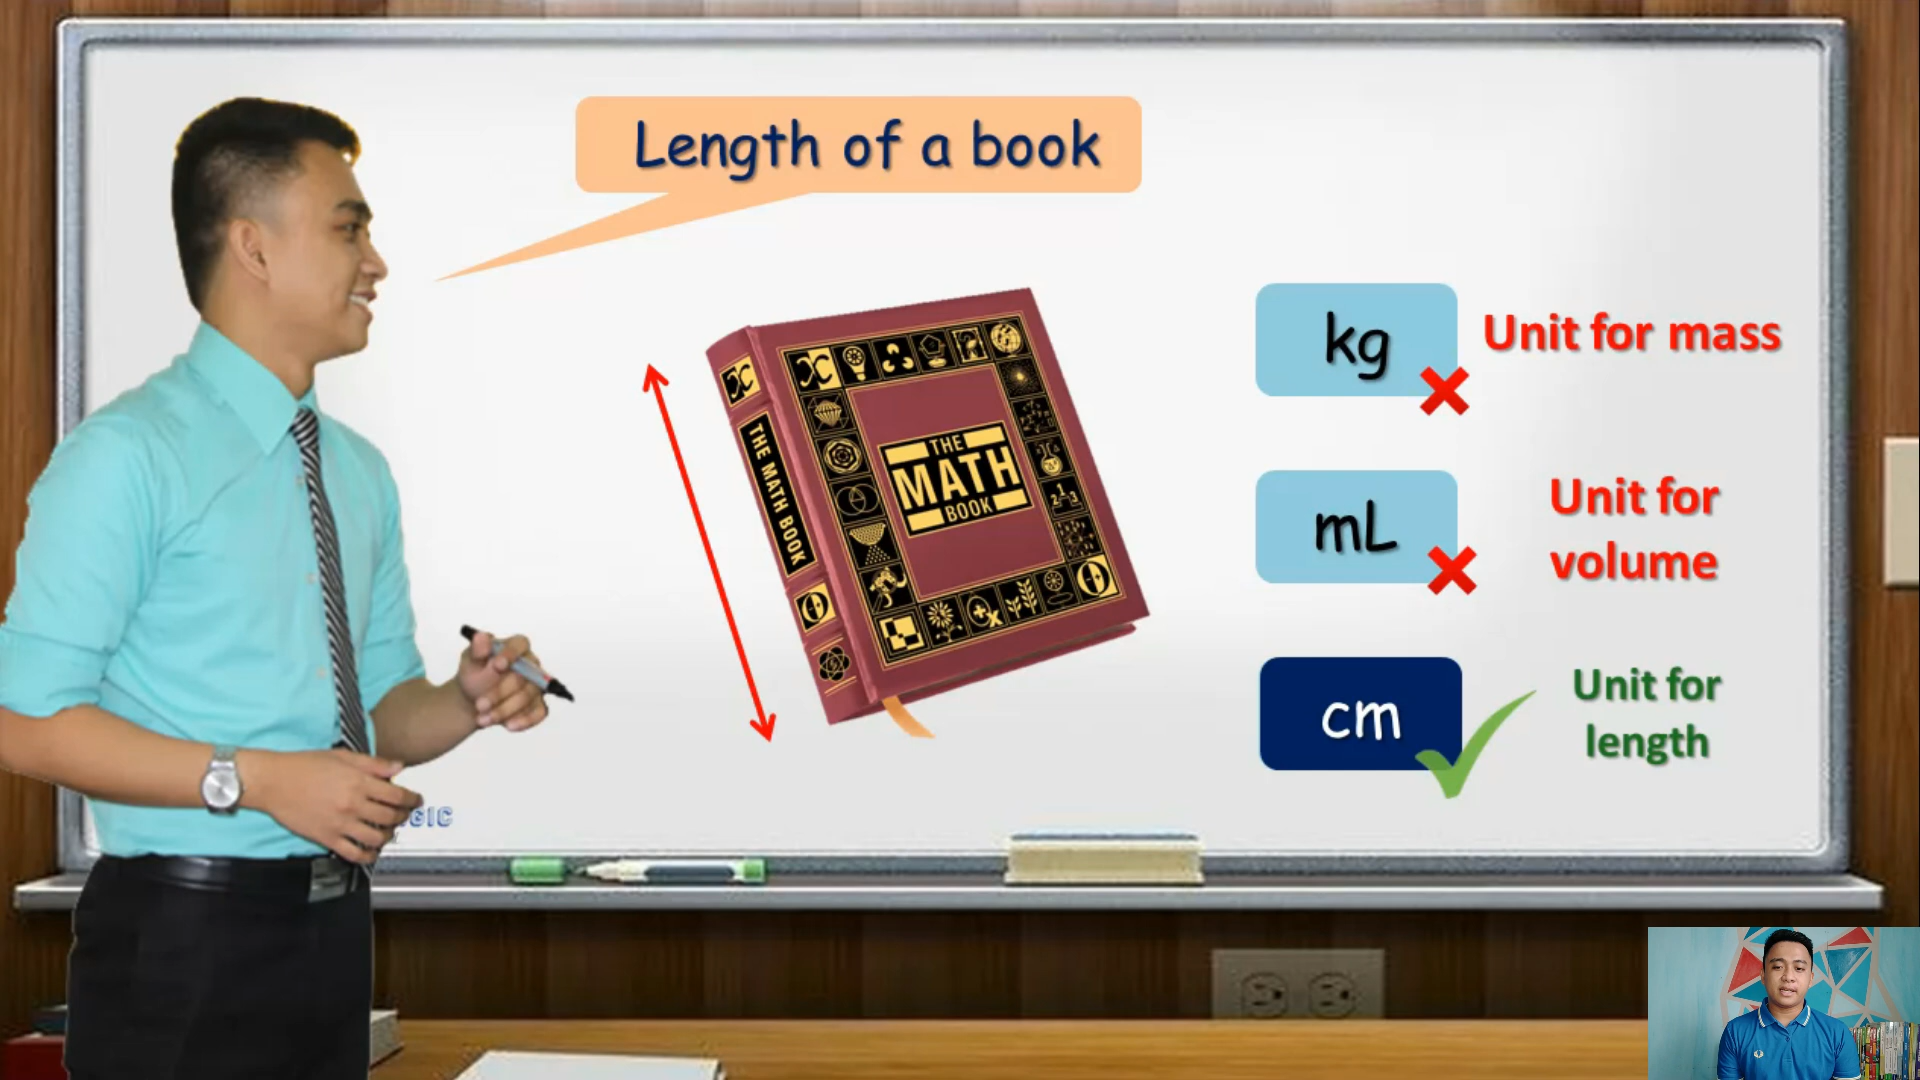 Length of a book
kg
Unit for mass
THE
MATH
BOOK
THE MATH BOOK
mL
Unit for
volume
cm
Unit for
length